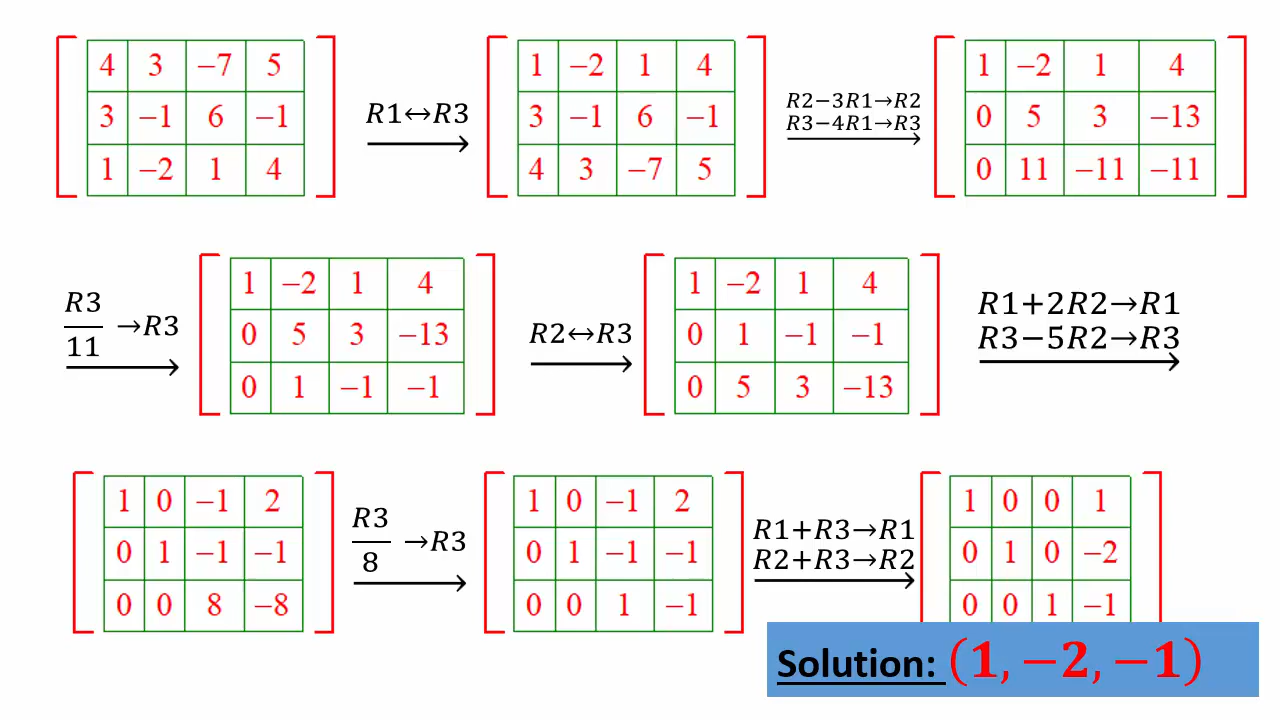 4 3 −7 5
3 −1 6 −1
1 −2 1 4
R1↔R3
1 −2 1 4
3 −1 6 −1
4 3 −7 5
R2−3R1→R2
R3−4R1→R3
1 −2 1 4
0 5 3 −13
0 11 −11 −11
R3/11 →R3
1 −2 1 4
0 5 3 −13
0 1 −1 −1
R2↔R3
1 −2 1 4
0 1 −1 −1
0 5 3 −13
R1+2R2→R1
R3−5R2→R3
1 0 −1 2
0 1 −1 −1
0 0 8 −8
R3/8 →R3
1 0 −1 2
0 1 −1 −1
0 0 1 −1
R1+R3→R1
R2+R3→R2
1 0 0 1
0 1 0 −2
0 0 1 −1
Solution: (1, −2, −1)